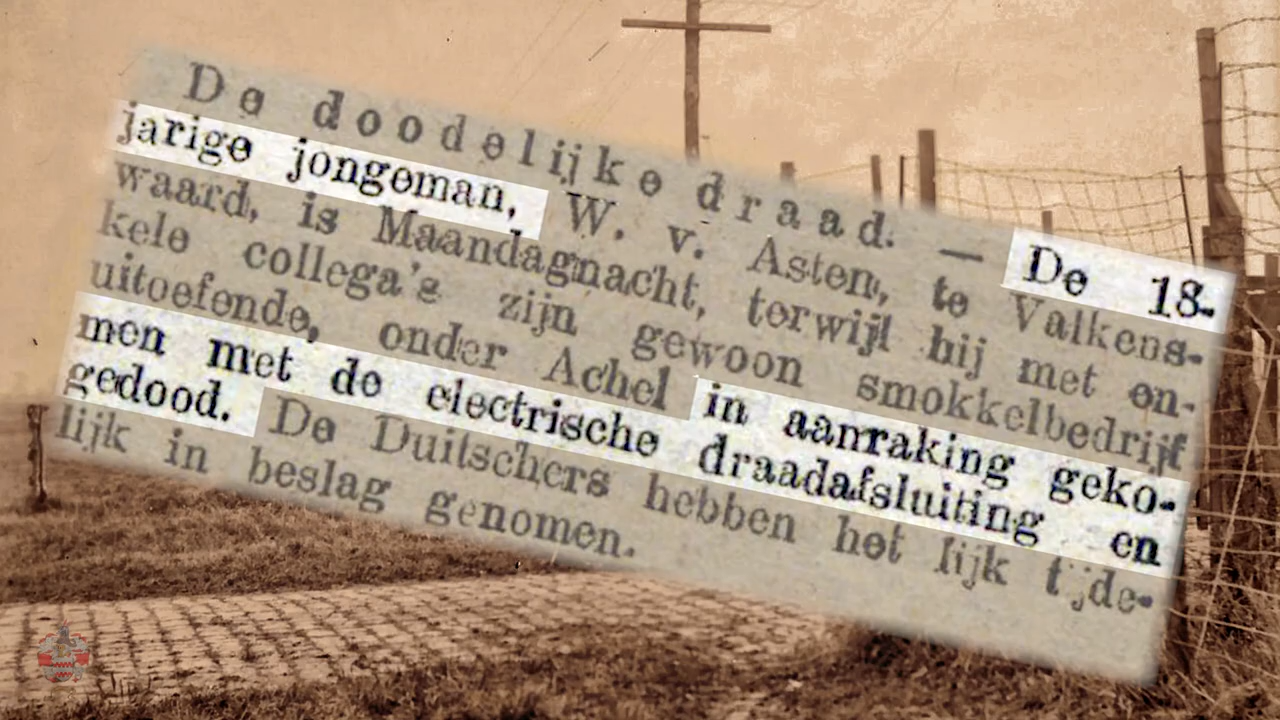 De doodelijke draad. — De 18-
jarige jongeman, W. v. Asten, te Valkens-
waard, is Maandagnacht, terwijl hij met en-
kele collega's zijn gewoon smokkelbedrijf
uitoefende, onder Achel in aanraking geko-
men met de electrische draadafsluiting en
gedood. De Duitschers hebben het lijk tijde-
lijk in beslag genomen.